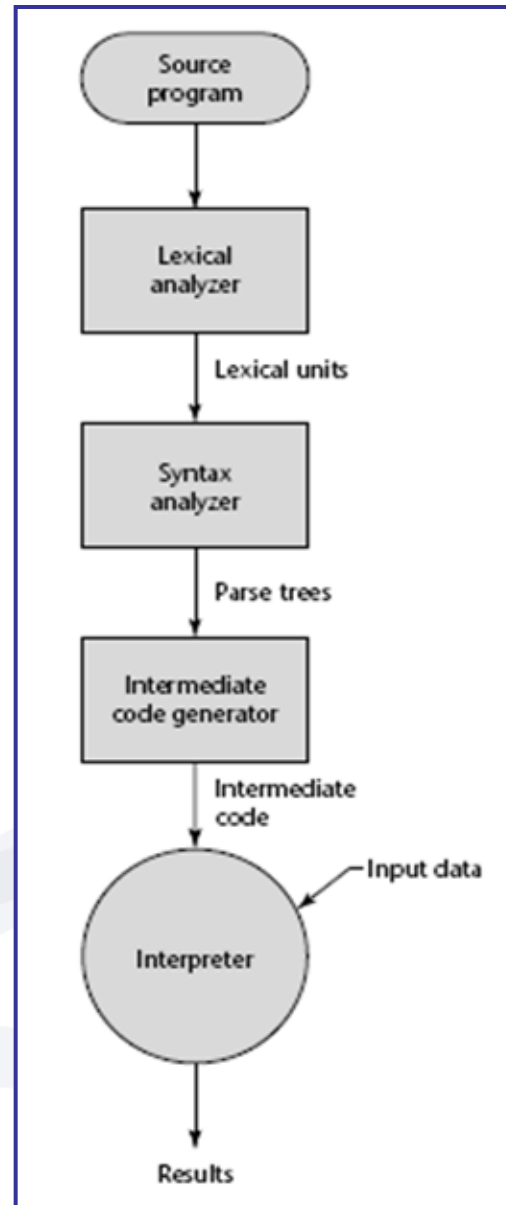 Source
program
Lexical
analyzer
Lexical units
Syntax
analyzer
Parse trees
Intermediate
code generator
Intermediate
code
Input data
Interpreter
Results